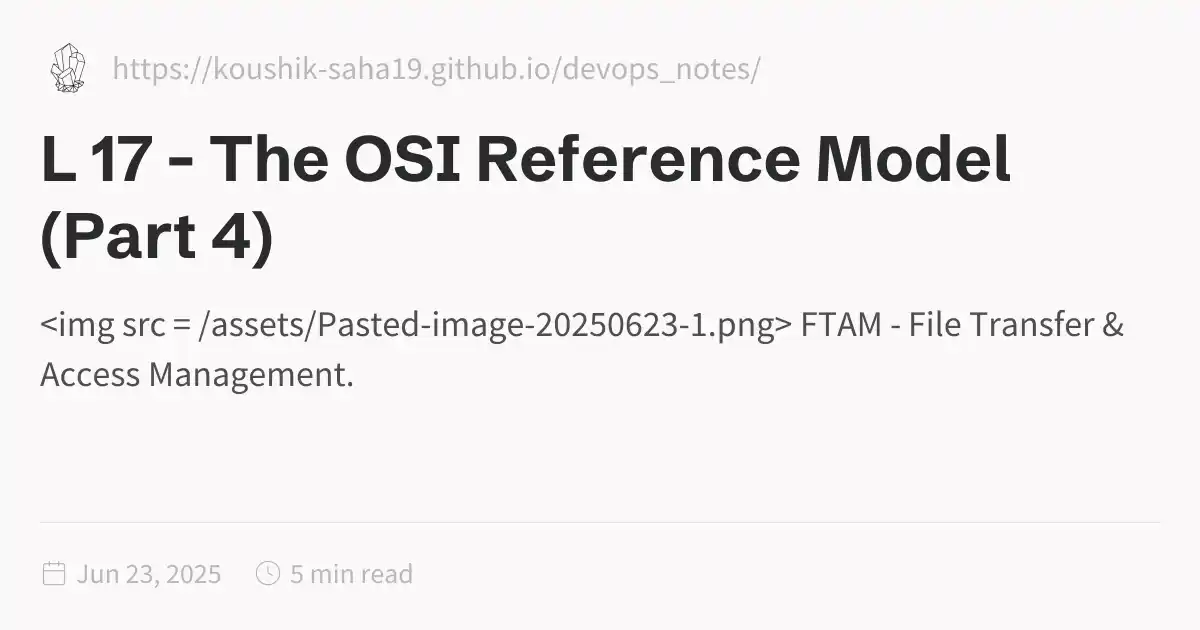 https://koushik-saha19.github.io/devops_notes/
L 17 - The OSI Reference Model
(Part 4)
<img src = /assets/Pasted-image-20250623-1.png> FTAM - File Transfer &
Access Management.
Jun 23, 2025 5 min read